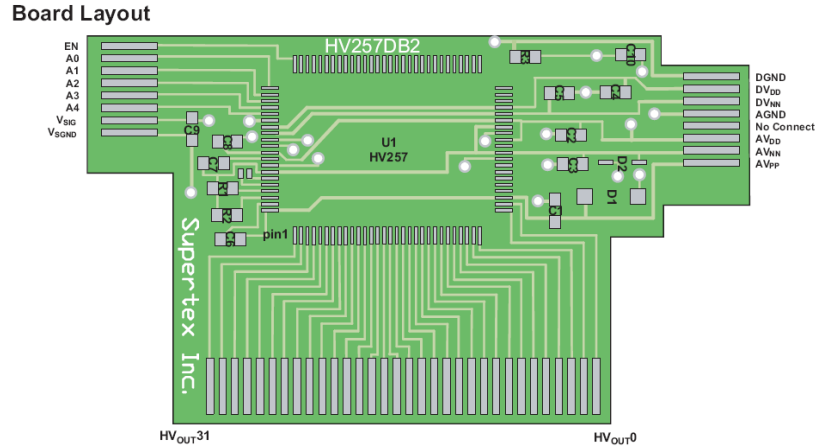 Board Layout
HV257DB2
EN
A0
A1
A2
A3
A4
VSIG
VSGND
DGND
DVDD
DVNN
AGND
No Connect
AVDD
AVNN
AVPP
R3
C10
C5
C4
C9
C8
C2
U1
HV257
C7
C3
D2
R1
D1
R2
C6
pin1
Supertex Inc.
HVOUT31
HVOUT0